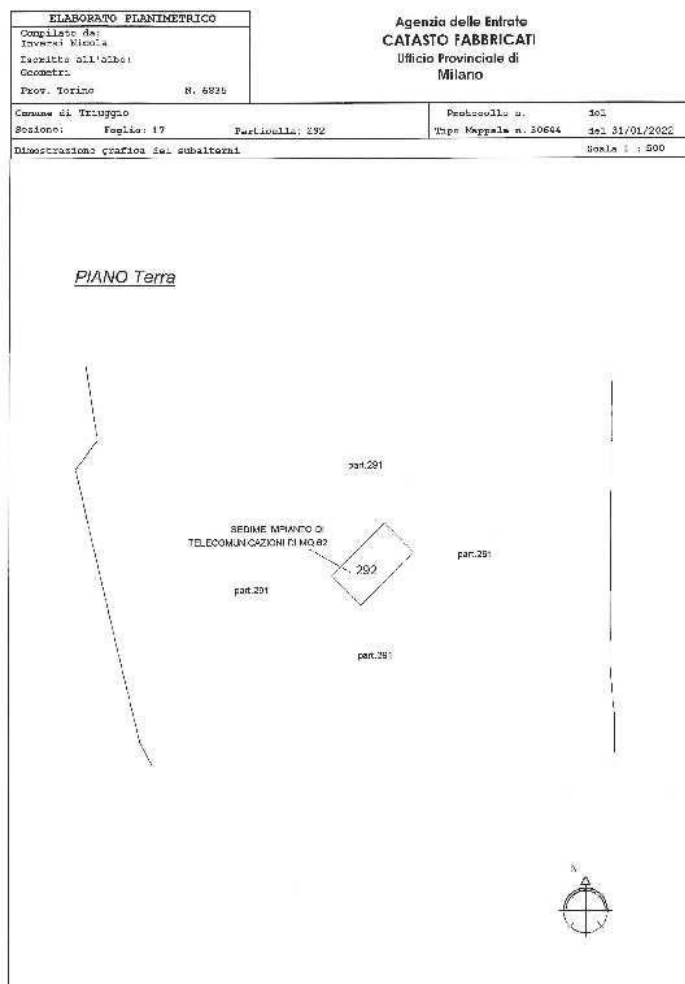 ELABORATO PLANIMETRICO
Compilato da:
Inversi Nicola
Iscritto all'albo:
Geometri
Prov. Torino N. 6835
Agenzia delle Entrate
CATASTO FABBRICATI
Ufficio Provinciale di
Milano
Comune di Triuggio
Sezione: Foglio: 17 Particella: 292
Protocollo n. del
Tipo Mappale n. 30644 del 31/01/2022
Dimostrazione grafica dei subalterni Scala 1 : 500
PIANO Terra
part.291
SEDIME IMPIANTO DI
TELECOMUNICAZIONI DI MQ 62
292
part.291
part.291
part.291
N